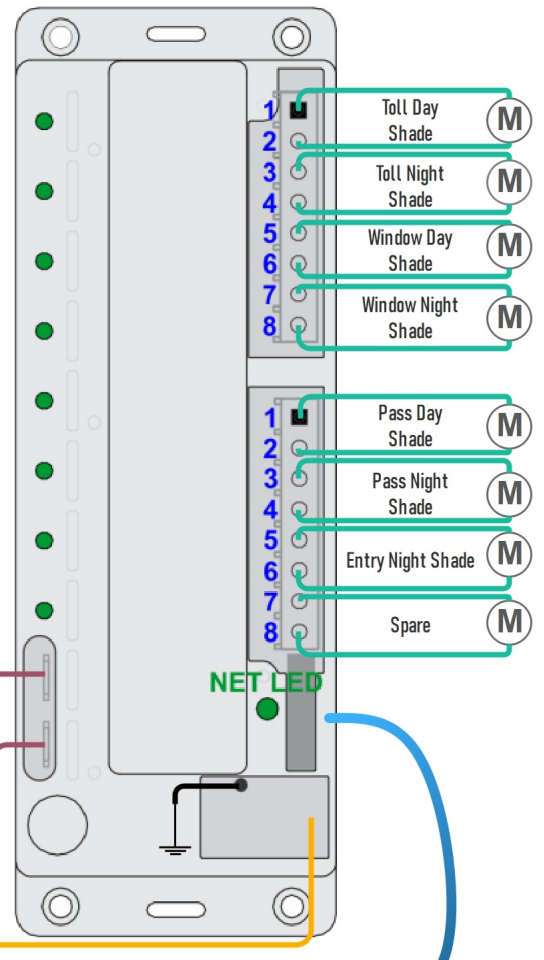 1
Toll Day
Shade
M
2
3
Toll Night
Shade
M
4
5
Window Day
Shade
M
6
7
Window Night
Shade
M
8
1
Pass Day
Shade
M
2
3
Pass Night
Shade
M
4
5
Entry Night Shade
M
6
7
Spare
M
8
NET LED